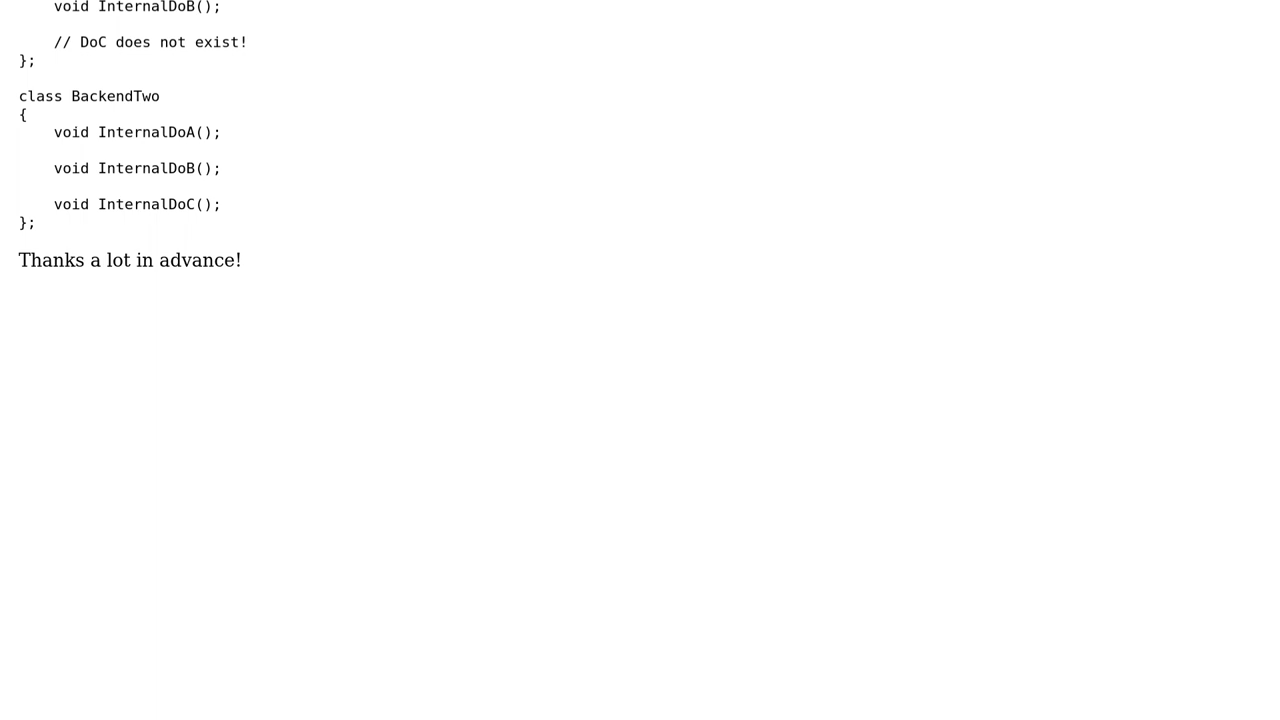 void InternalDoB();

    // DoC does not exist!
};

class BackendTwo
{
    void InternalDoA();

    void InternalDoB();

    void InternalDoC();
};

Thanks a lot in advance!